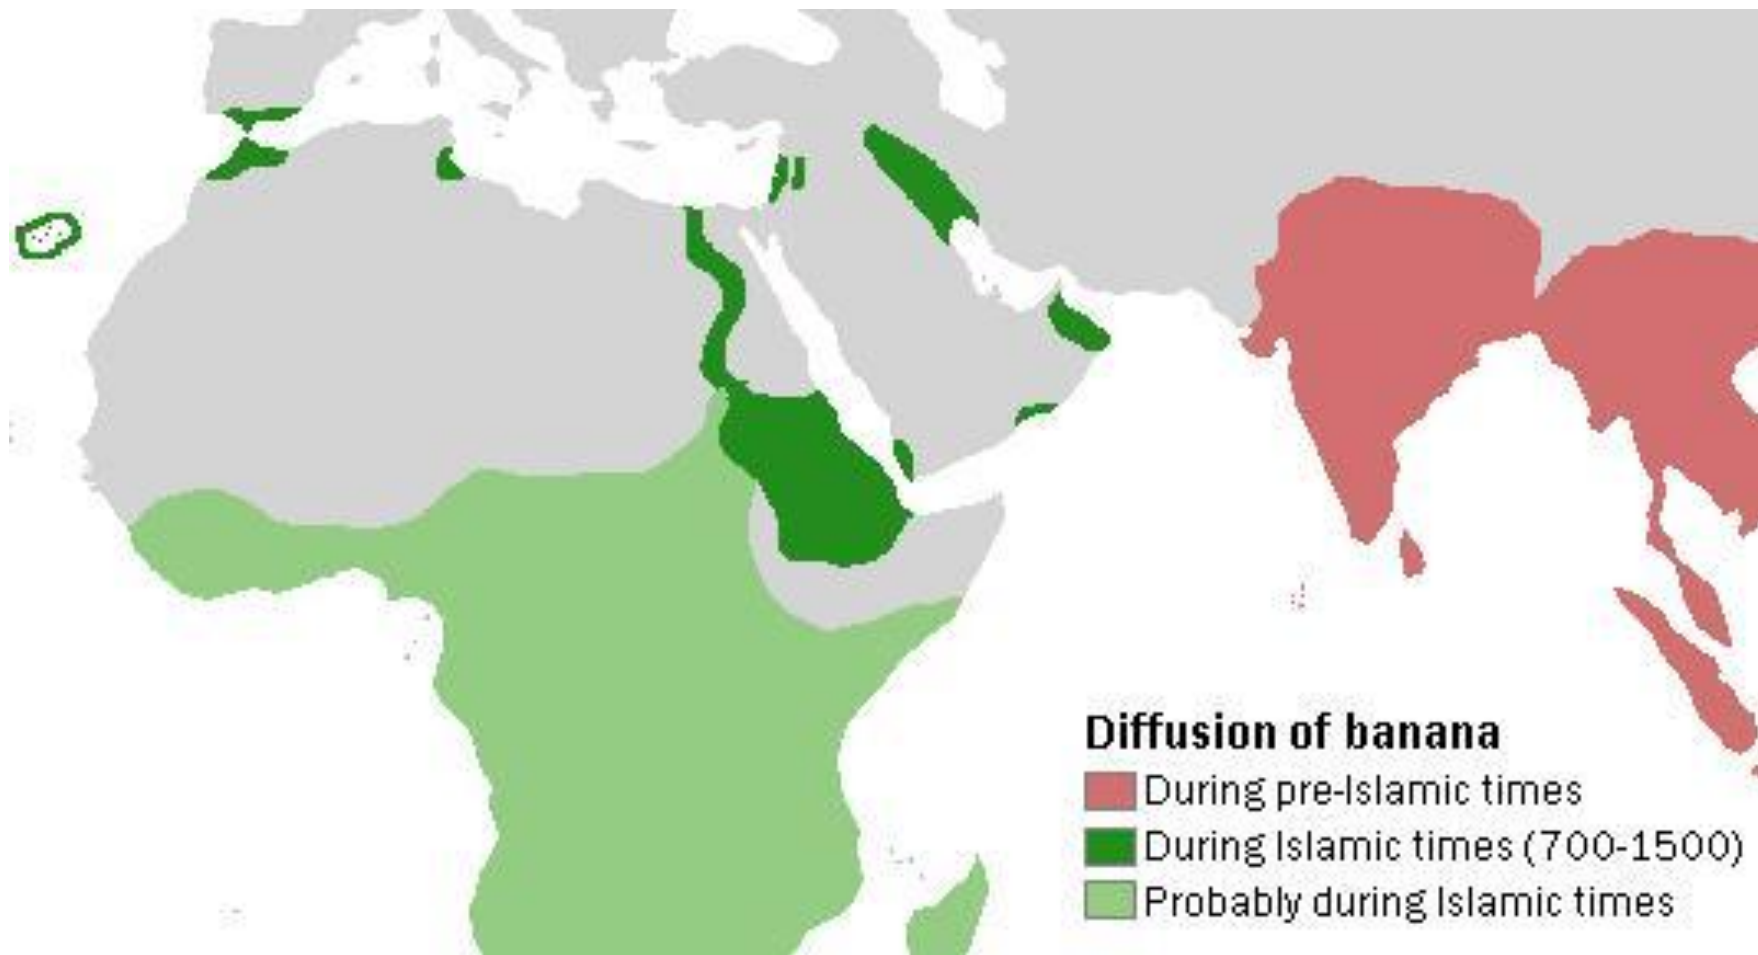 Diffusion of banana
During pre-Islamic times
During Islamic times (700-1500)
Probably during Islamic times